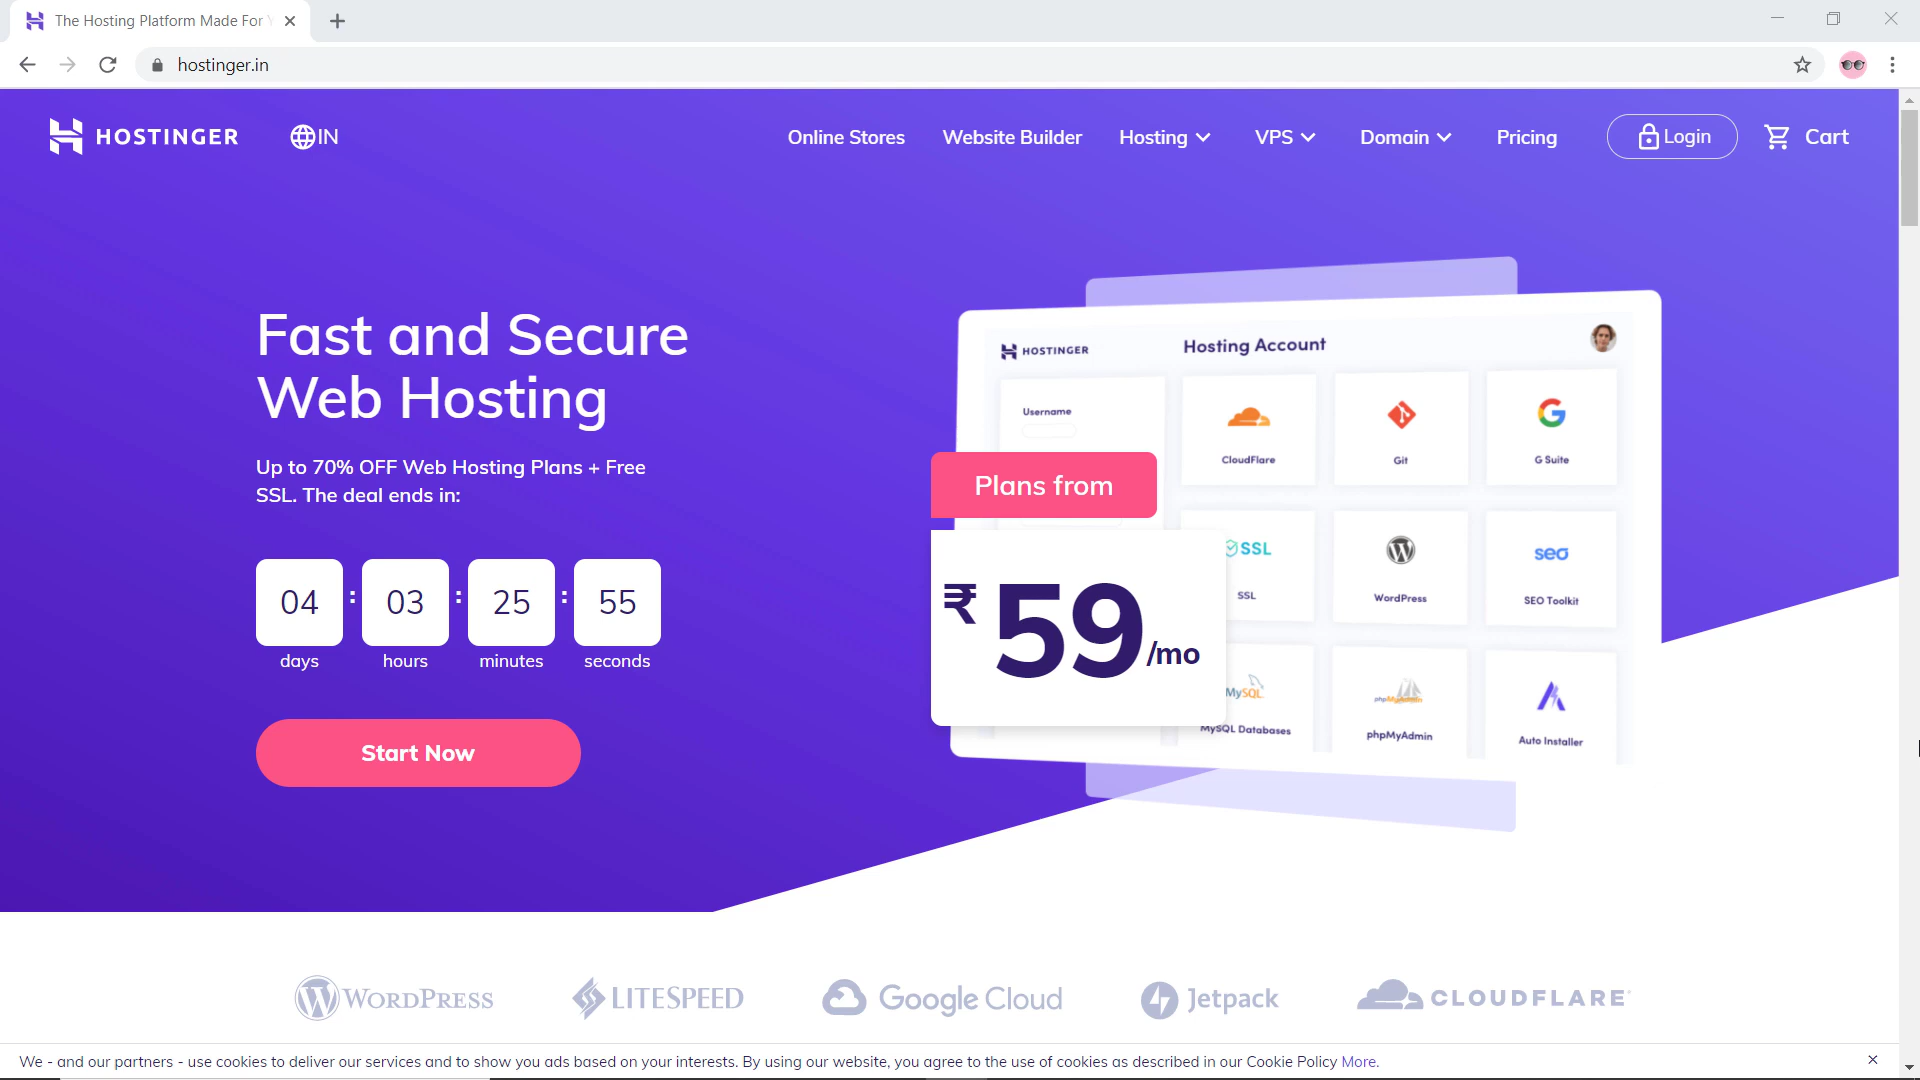 The Hosting Platform Made For Y
hostinger.in
HOSTINGER
IN
Online Stores
Website Builder
Hosting
VPS
Domain
Pricing
Login
Cart
Fast and Secure
Web Hosting
Up to 70% OFF Web Hosting Plans + Free
SSL. The deal ends in:
04 : 03 : 25 : 55
days hours minutes seconds
Start Now
HOSTINGER
Hosting Account
Username
CloudFlare
Git
G Suite
Plans from
₹59/mo
SSL
SSL
WordPress
seo
SEO Toolkit
MySQL
MySQL Databases
phpMyAdmin
phpMyAdmin
Auto Installer
WORDPRESS
LITESPEED
Google Cloud
Jetpack
CLOUDFLARE
We - and our partners - use cookies to deliver our services and to show you ads based on your interests. By using our website, you agree to the use of cookies as described in our Cookie Policy More.